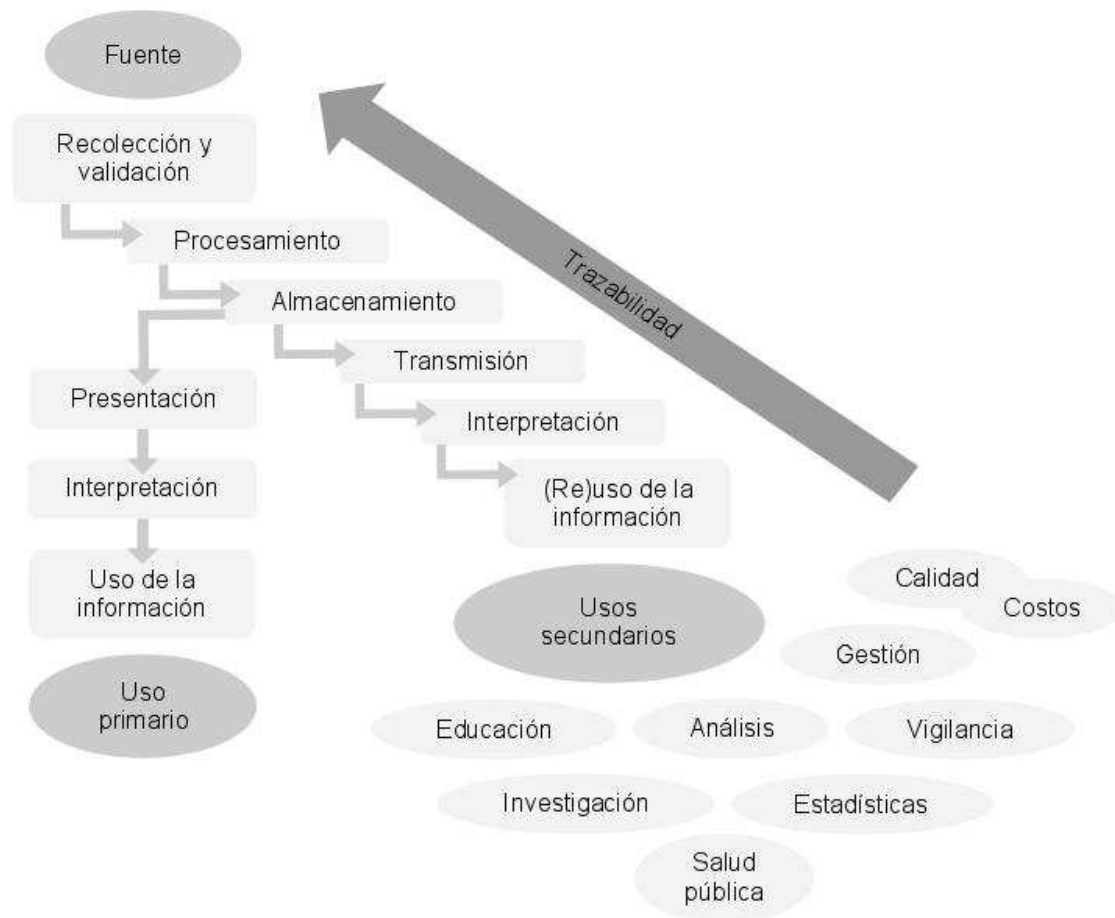 Fuente
Recolección y
validación
Procesamiento
Almacenamiento
Transmisión
Interpretación
(Re)uso de la
información
Presentación
Interpretación
Uso de la
información
Uso
primario
Trazabilidad
Usos
secundarios
Calidad
Costos
Gestión
Educación
Análisis
Vigilancia
Investigación
Estadísticas
Salud
pública